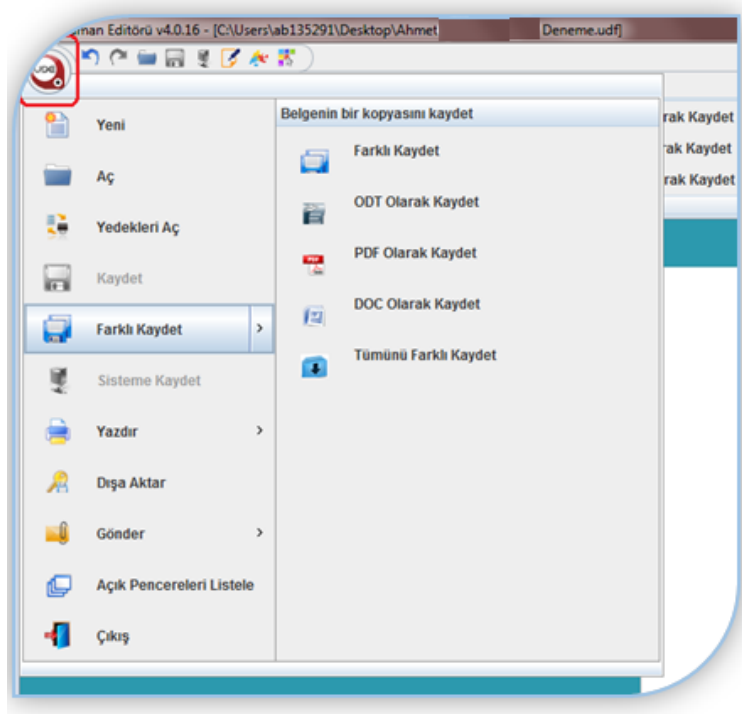 man Editörü v4.0.16 - [C:\Users\ab135291\Desktop\Ahmet Deneme.udf]
UDE
Yeni
Aç
Yedekleri Aç
Kaydet
Farklı Kaydet
Sisteme Kaydet
Yazdır
Dışa Aktar
Gönder
Açık Pencereleri Listele
Çıkış
Belgenin bir kopyasını kaydet
Farklı Kaydet
ODT Olarak Kaydet
PDF Olarak Kaydet
DOC Olarak Kaydet
Tümünü Farklı Kaydet
rak Kaydet
rak Kaydet
rak Kaydet